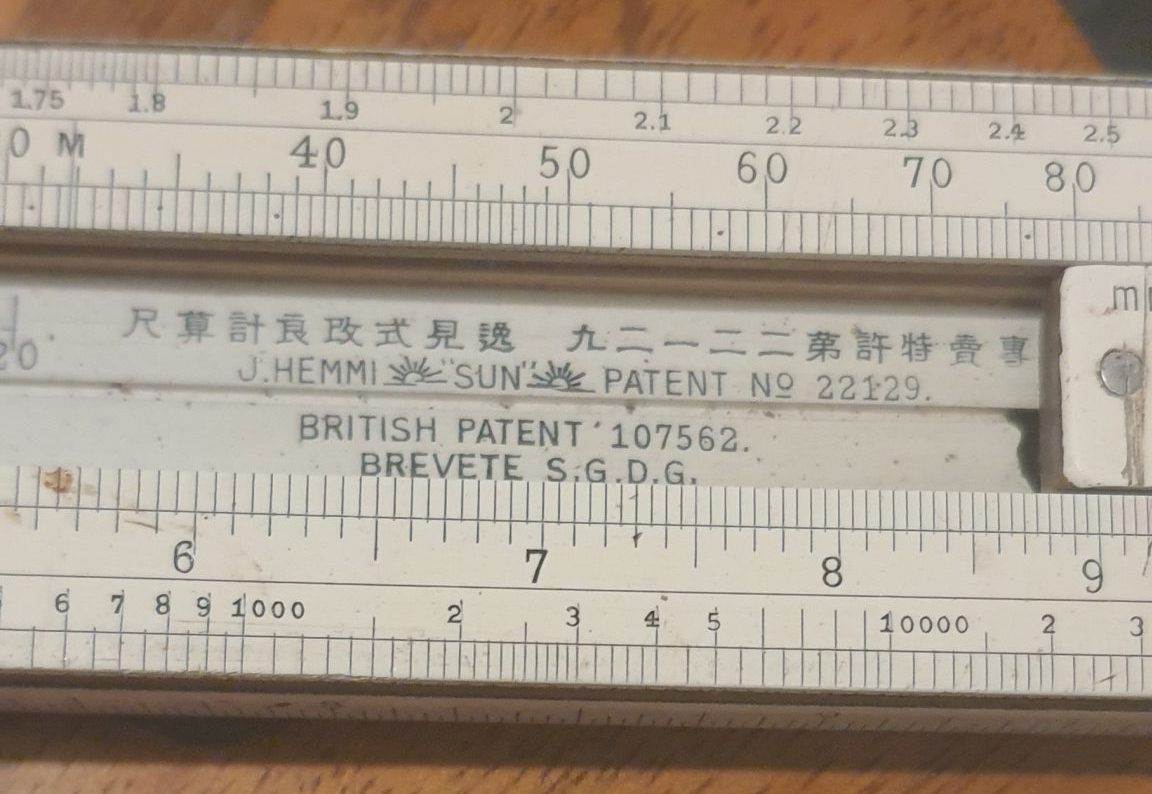 1.75 1.8 1.9 2 2.1 2.2 2.3 2.4 2.5
0 M 40 50 60 70 80
專賣特許第二二一二九 逸見式改良計算尺
J.HEMMI "SUN" PATENT Nº 22129.
BRITISH PATENT 107562.
BREVETE S.G.D.G.
6 7 8 9
6 7 8 9 1000 2 3 4 5 10000 2 3